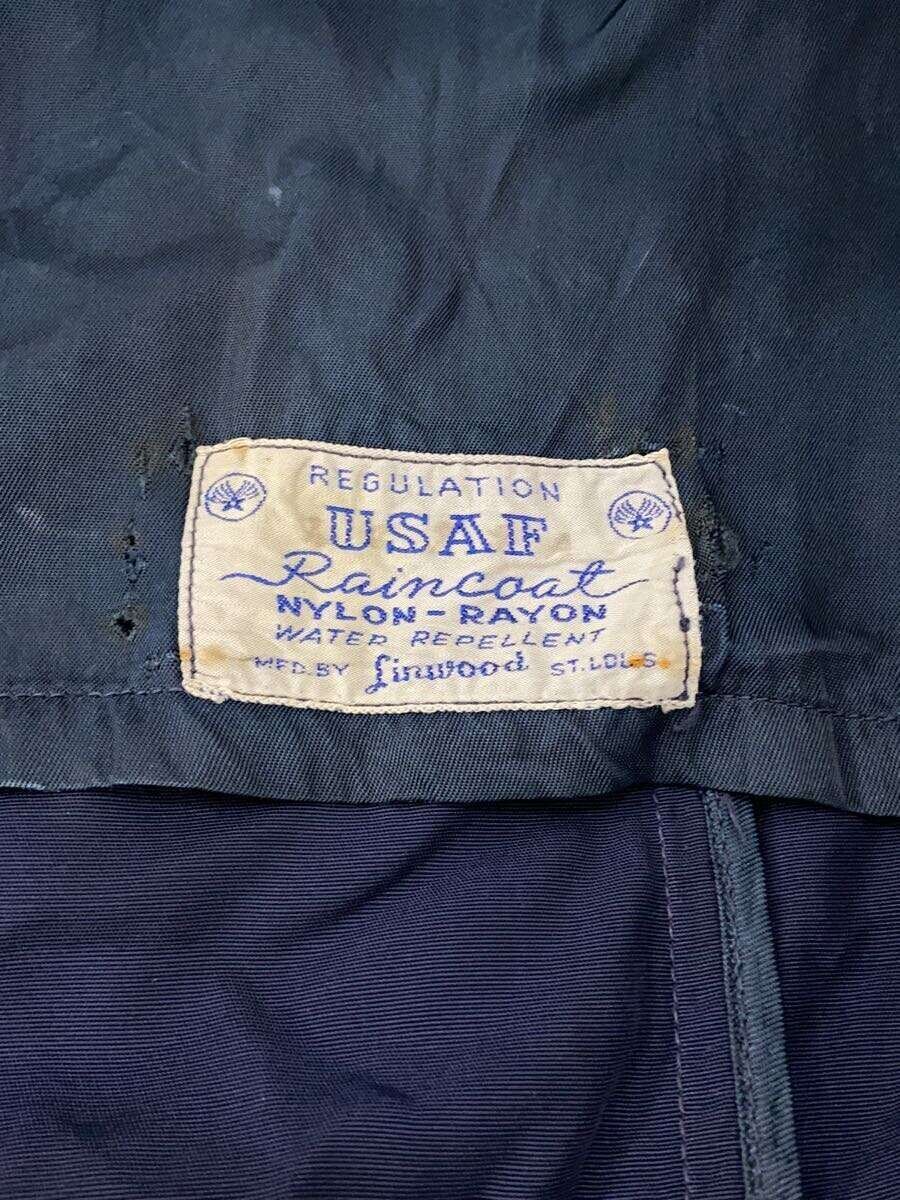 REGULATION
USAF
Raincoat
NYLON-RAYON
WATER REPELLENT
MFD. BY Linwood ST. LOUIS.